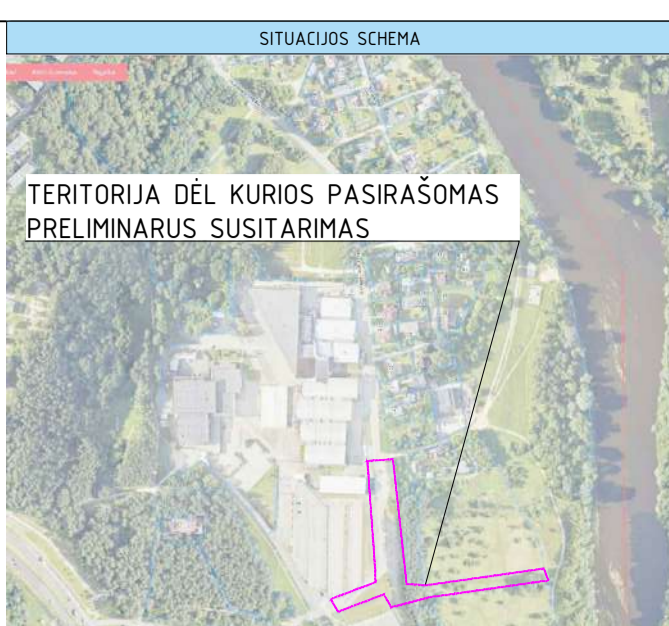 SITUACIJOS SCHEMA
TERITORIJA DĖL KURIOS PASIRAŠOMAS
PRELIMINARUS SUSITARIMAS